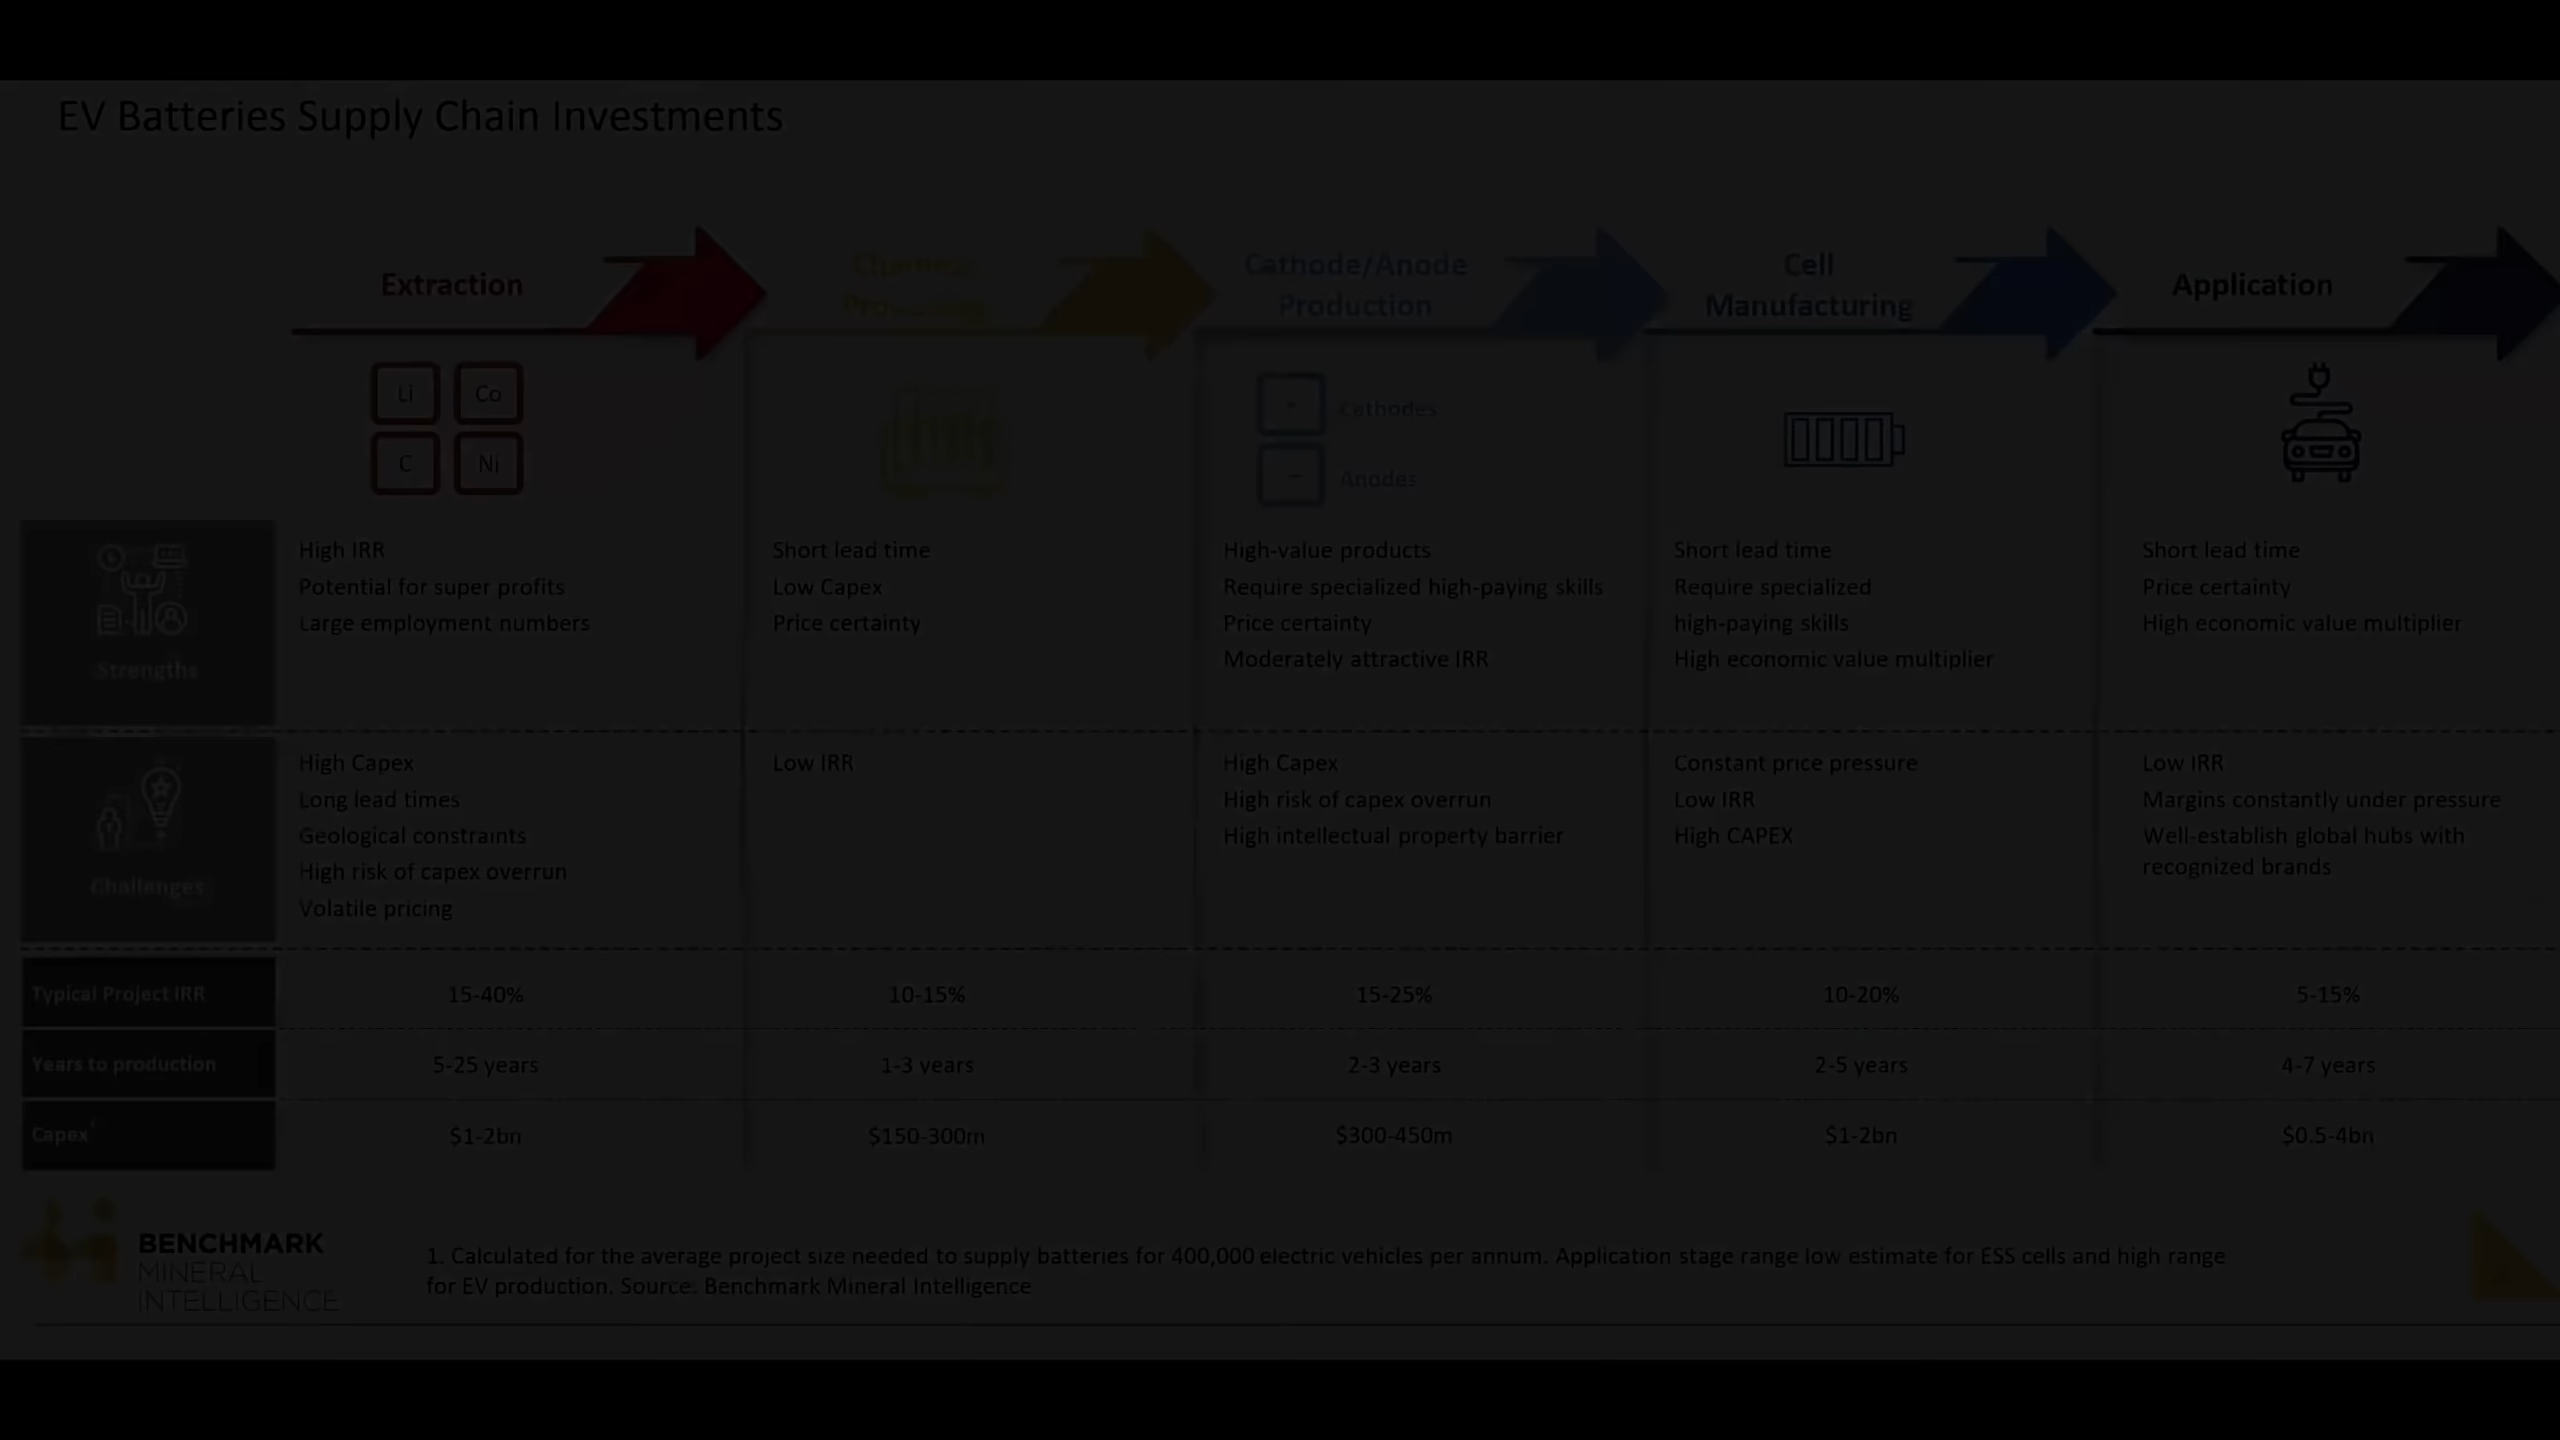 EV Batteries Supply Chain Investments
Extraction
Chemical
Processing
Cathode/Anode
Production
Cell
Manufacturing
Application
Li
Co
C
Ni
Cathodes
Anodes
Strengths
High IRR
Potential for super profits
Large employment numbers
Short lead time
Low Capex
Price certainty
High-value products
Require specialized high-paying skills
Price certainty
Moderately attractive IRR
Short lead time
Require specialized
high-paying skills
High economic value multiplier
Short lead time
Price certainty
High economic value multiplier
Challenges
High Capex
Long lead times
Geological constraints
High risk of capex overrun
Volatile pricing
Low IRR
High Capex
High risk of capex overrun
High intellectual property barrier
Constant price pressure
Low IRR
High CAPEX
Low IRR
Margins constantly under pressure
Well-establish global hubs with
recognized brands
Typical Project IRR
15-40%
10-15%
15-25%
10-20%
5-15%
Years to production
5-25 years
1-3 years
2-3 years
2-5 years
4-7 years
Capex
$1-2bn
$150-300m
$300-450m
$1-2bn
$0.5-4bn
BENCHMARK
MINERAL
INTELLIGENCE
1. Calculated for the average project size needed to supply batteries for 400,000 electric vehicles per annum. Application stage range low estimate for ESS cells and high range
for EV production. Source: Benchmark Mineral Intelligence